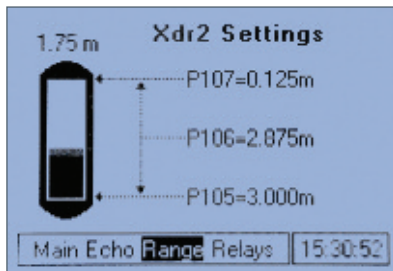 Xdr2 Settings
1.75 m
P107=0.125m
P106=2.875m
P105=3.000m
Main Echo Range Relays 15:30:52